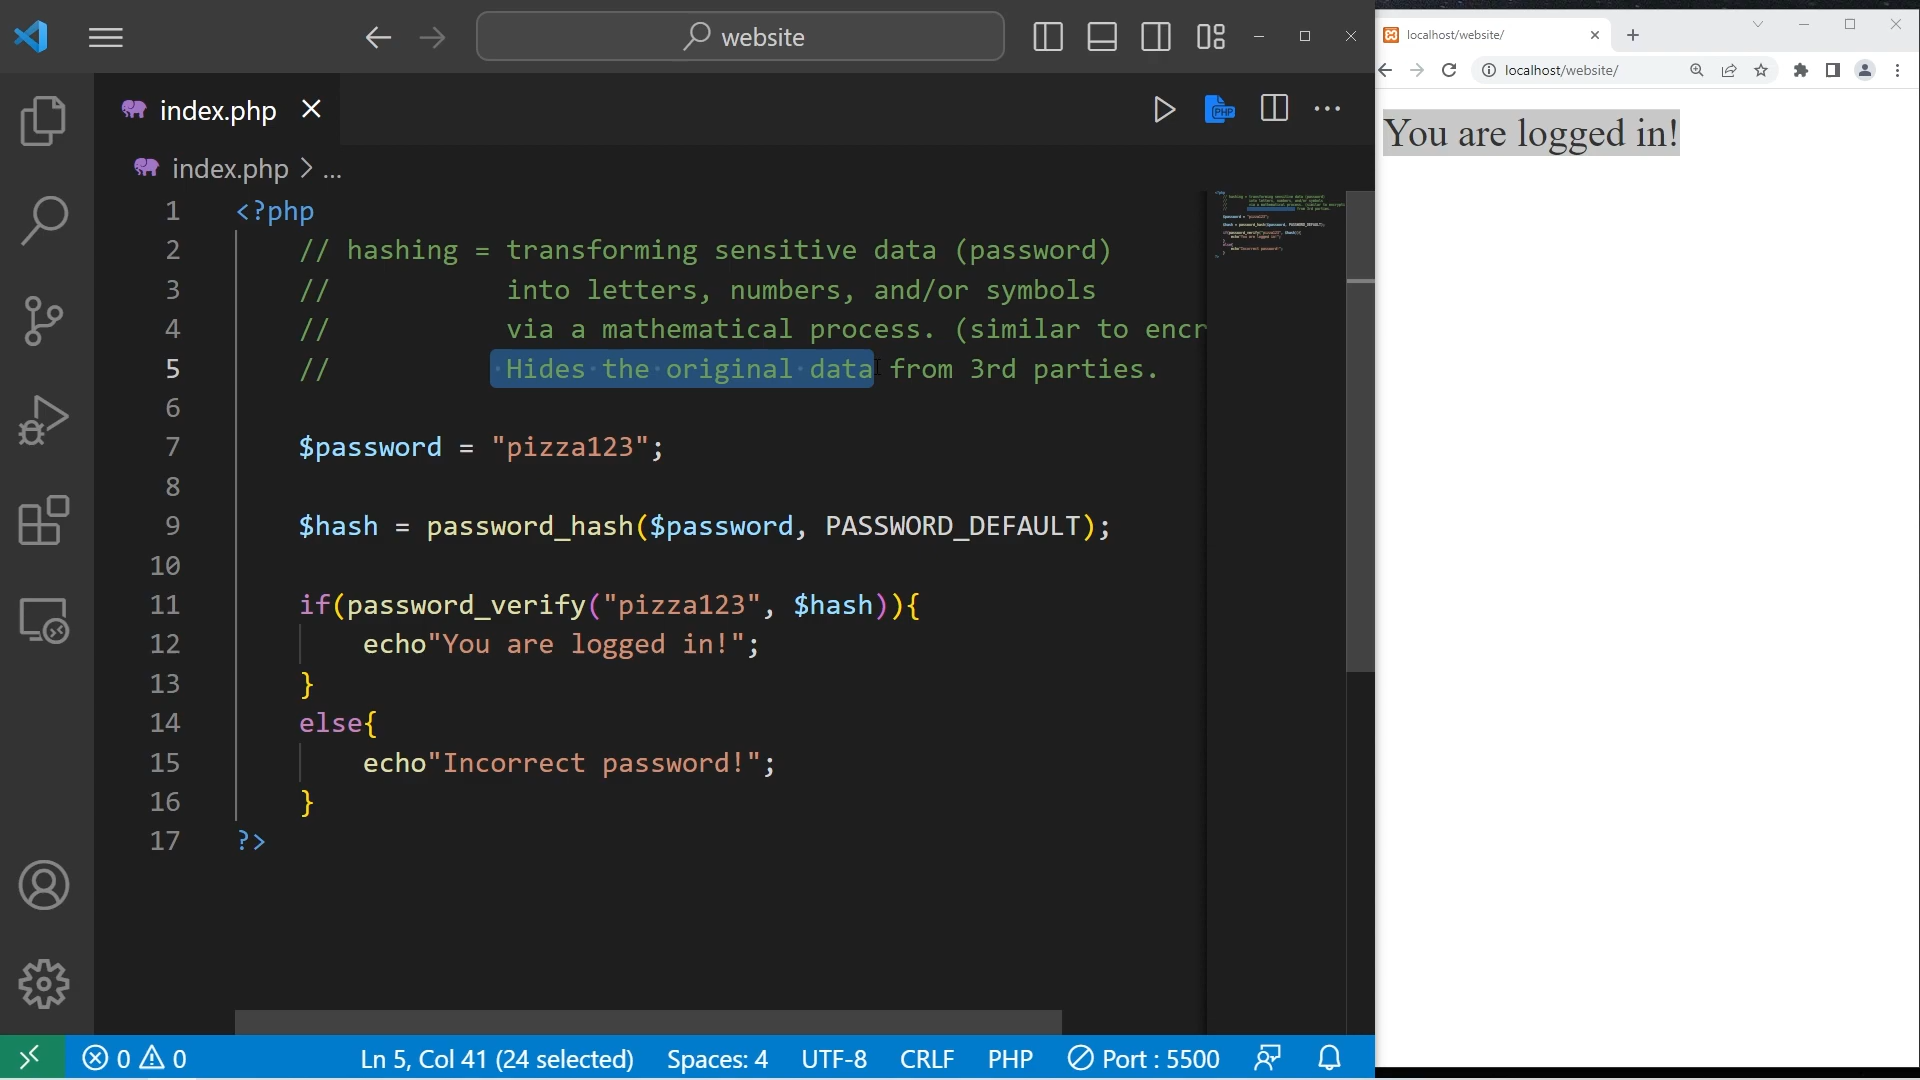 website
index.php
index.php > ...
1 <?php
2 // hashing = transforming sensitive data (password)
3 // into letters, numbers, and/or symbols
4 // via a mathematical process. (similar to encr
5 // Hides the original data from 3rd parties.
6
7 $password = "pizza123";
8
9 $hash = password_hash($password, PASSWORD_DEFAULT);
10
11 if(password_verify("pizza123", $hash)){
12 echo"You are logged in!";
13 }
14 else{
15 echo"Incorrect password!";
16 }
17 ?>
0 0 Ln 5, Col 41 (24 selected) Spaces: 4 UTF-8 CRLF PHP Port : 5500
localhost/website/
localhost/website/
You are logged in!